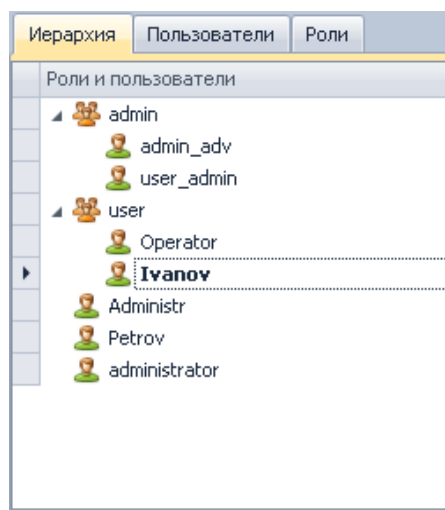 Иерархия Пользователи Роли
Роли и пользователи
admin
admin_adv
user_admin
user
Operator
Ivanov
Administr
Petrov
administrator